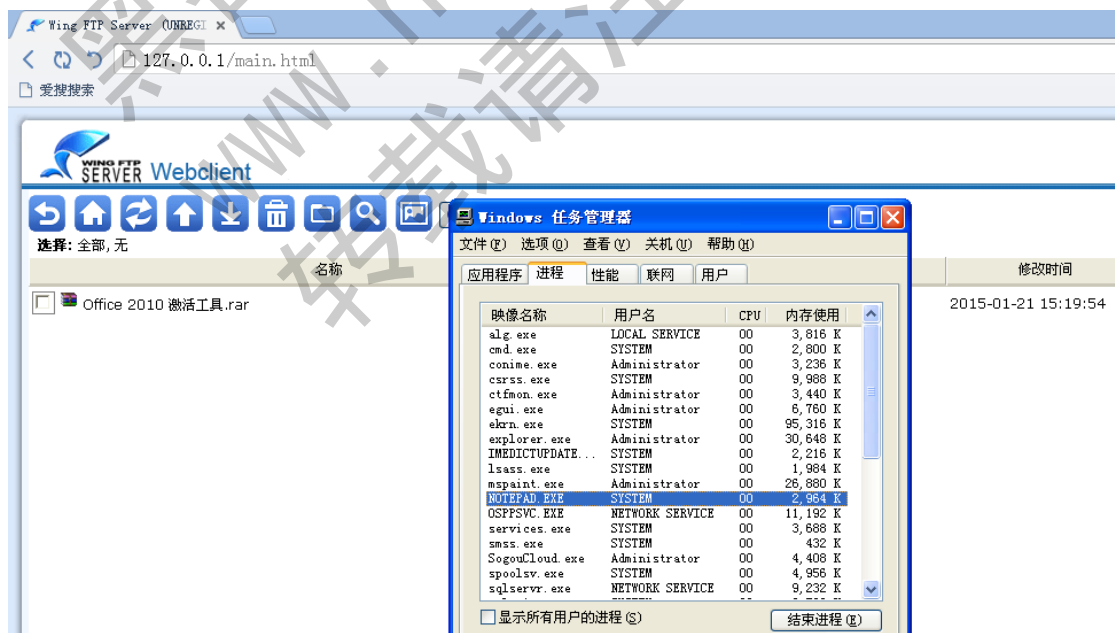 Wing FTP Server (UNREGI
127.0.0.1/main.html
爱搜搜索
WING FTP
SERVER Webclient
选择: 全部, 无
名称
修改时间
Office 2010 激活工具.rar
2015-01-21 15:19:54
Windows 任务管理器
文件(F) 选项(O) 查看(V) 关机(U) 帮助(H)
应用程序 进程 性能 联网 用户
映像名称 用户名 CPU 内存使用
alg.exe LOCAL SERVICE 00 3,816 K
cmd.exe SYSTEM 00 2,800 K
conime.exe Administrator 00 3,236 K
csrss.exe SYSTEM 00 9,988 K
ctfmon.exe Administrator 00 3,440 K
egui.exe Administrator 00 6,760 K
ekrn.exe SYSTEM 00 95,316 K
explorer.exe Administrator 00 30,648 K
IMEDICTUPDATE... SYSTEM 00 2,216 K
lsass.exe SYSTEM 00 1,984 K
mspaint.exe Administrator 00 26,880 K
NOTEPAD.EXE SYSTEM 00 2,964 K
OSPPSVC.EXE NETWORK SERVICE 00 11,192 K
services.exe SYSTEM 00 3,688 K
smss.exe SYSTEM 00 432 K
SogouCloud.exe Administrator 00 4,408 K
spoolsv.exe SYSTEM 00 4,956 K
sqlservr.exe NETWORK SERVICE 00 9,232 K
显示所有用户的进程(S)
结束进程(E)
黑
www.
转载请注